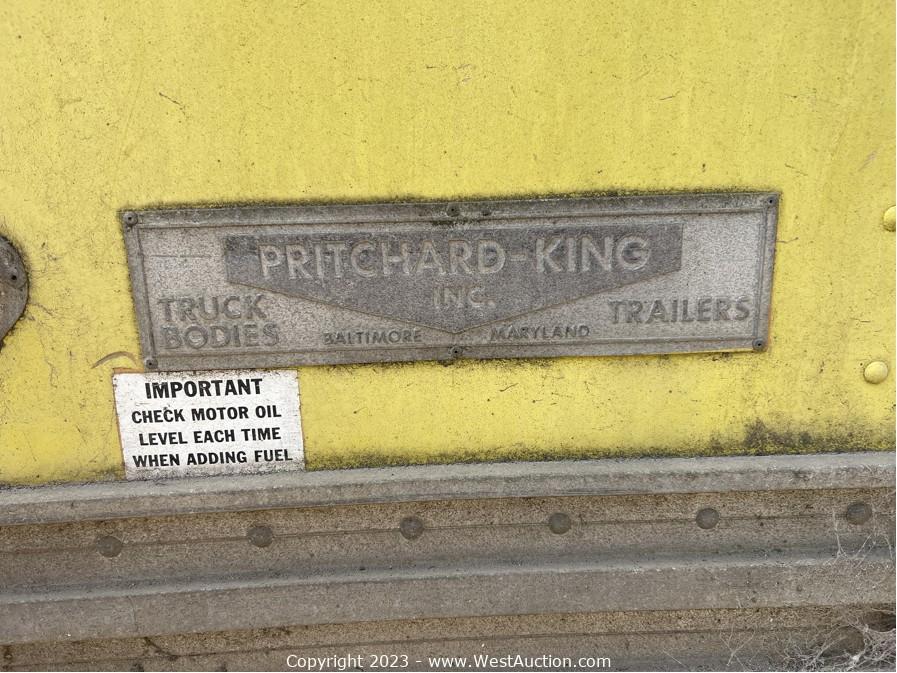 PRITCHARD-KING
INC.
TRUCK
BODIES
TRAILERS
BALTIMORE MARYLAND
IMPORTANT
CHECK MOTOR OIL
LEVEL EACH TIME
WHEN ADDING FUEL
Copyright 2023 - www.WestAuction.com